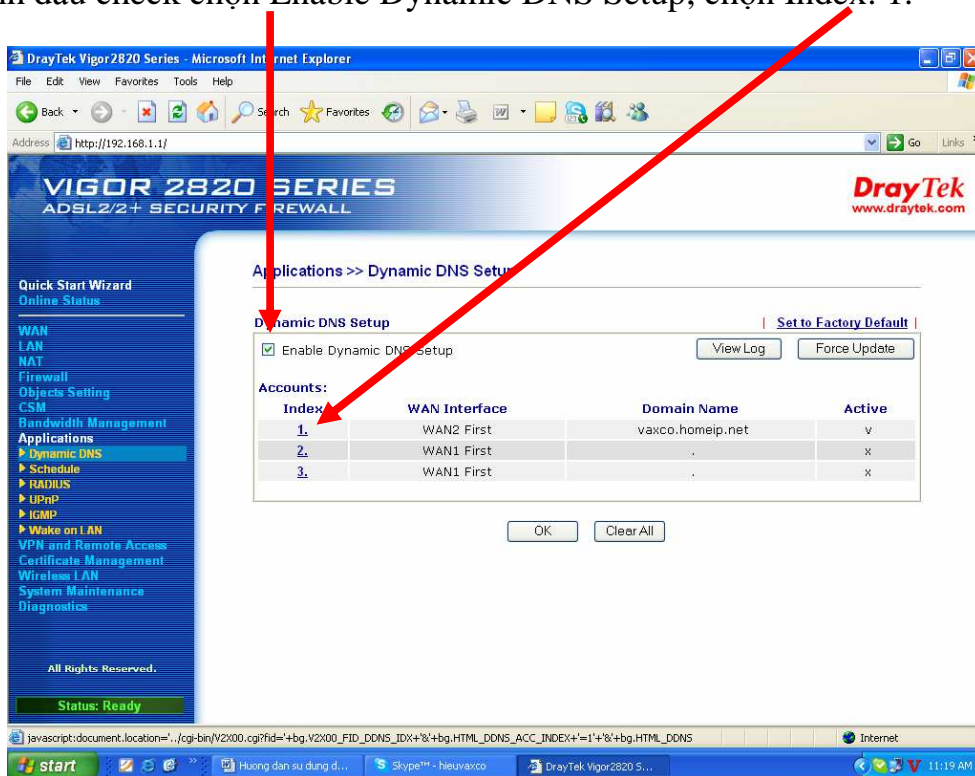 dấu check chọn Enable Dynamic DNS Setup, chọn Index: 1.
DrayTek Vigor2820 Series - Microsoft Internet Explorer
File Edit View Favorites Tools Help
Back Search Favorites
Address http://192.168.1.1/ Go Links
VIGOR 2820 SERIES
ADSL2/2+ SECURITY FIREWALL
DrayTek
www.draytek.com
Applications >> Dynamic DNS Setup
Quick Start Wizard
Online Status
WAN
LAN
NAT
Firewall
Objects Setting
CSM
Bandwidth Management
Applications
Dynamic DNS
Schedule
RADIUS
UPnP
IGMP
Wake on LAN
VPN and Remote Access
Certificate Management
Wireless LAN
System Maintenance
Diagnostics
All Rights Reserved.
Status: Ready
Dynamic DNS Setup | Set to Factory Default |
Enable Dynamic DNS Setup View Log Force Update
Accounts:
Index WAN Interface Domain Name Active
1. WAN2 First vaxco.homeip.net v
2. WAN1 First . x
3. WAN1 First . x
OK Clear All
javascript:document.location='../cgi-bin/V2X00.cgi?fid='+bg.V2X00_FID_DDNS_IDX+'&'+bg.HTML_DDNS_ACC_INDEX+'=1'+'&'+bg.HTML_DDNS Internet
start Huong dan su dung d... Skype™ - hieuvaxco DrayTek Vigor2820 S... V 11:19 AM